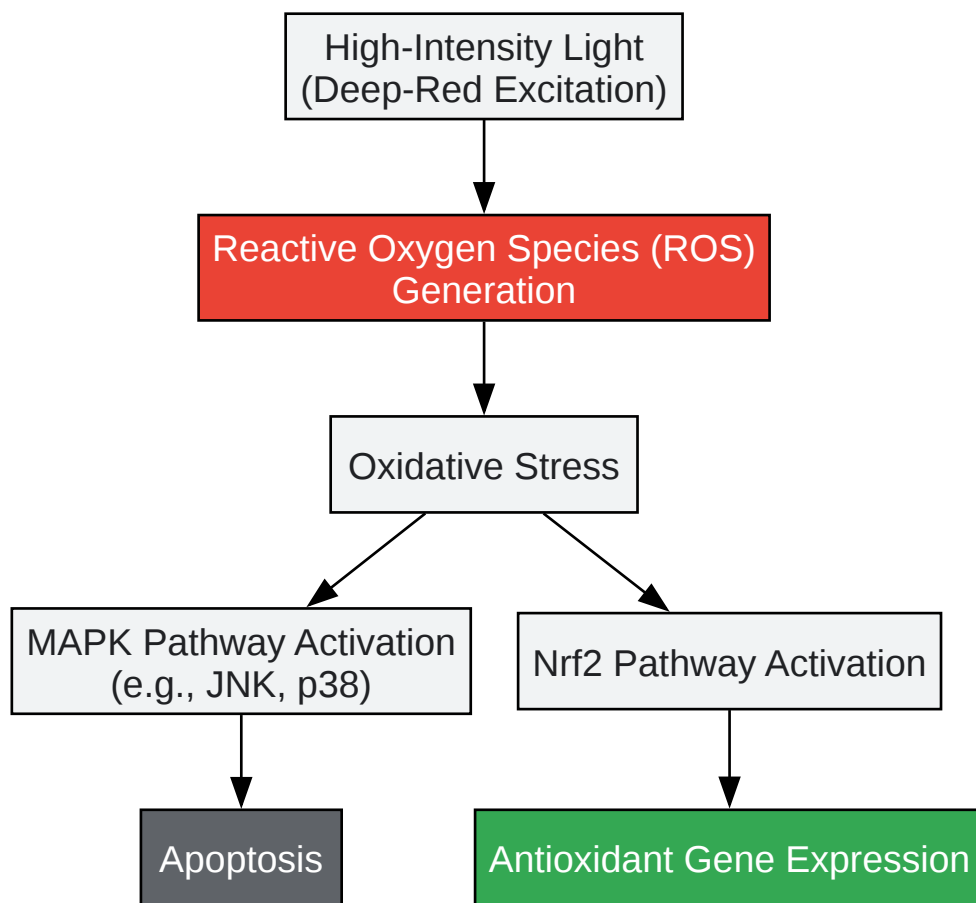 High-Intensity Light
(Deep-Red Excitation)
Reactive Oxygen Species (ROS)
Generation
Oxidative Stress
MAPK Pathway Activation
(e.g., JNK, p38)
Nrf2 Pathway Activation
Apoptosis
Antioxidant Gene Expression